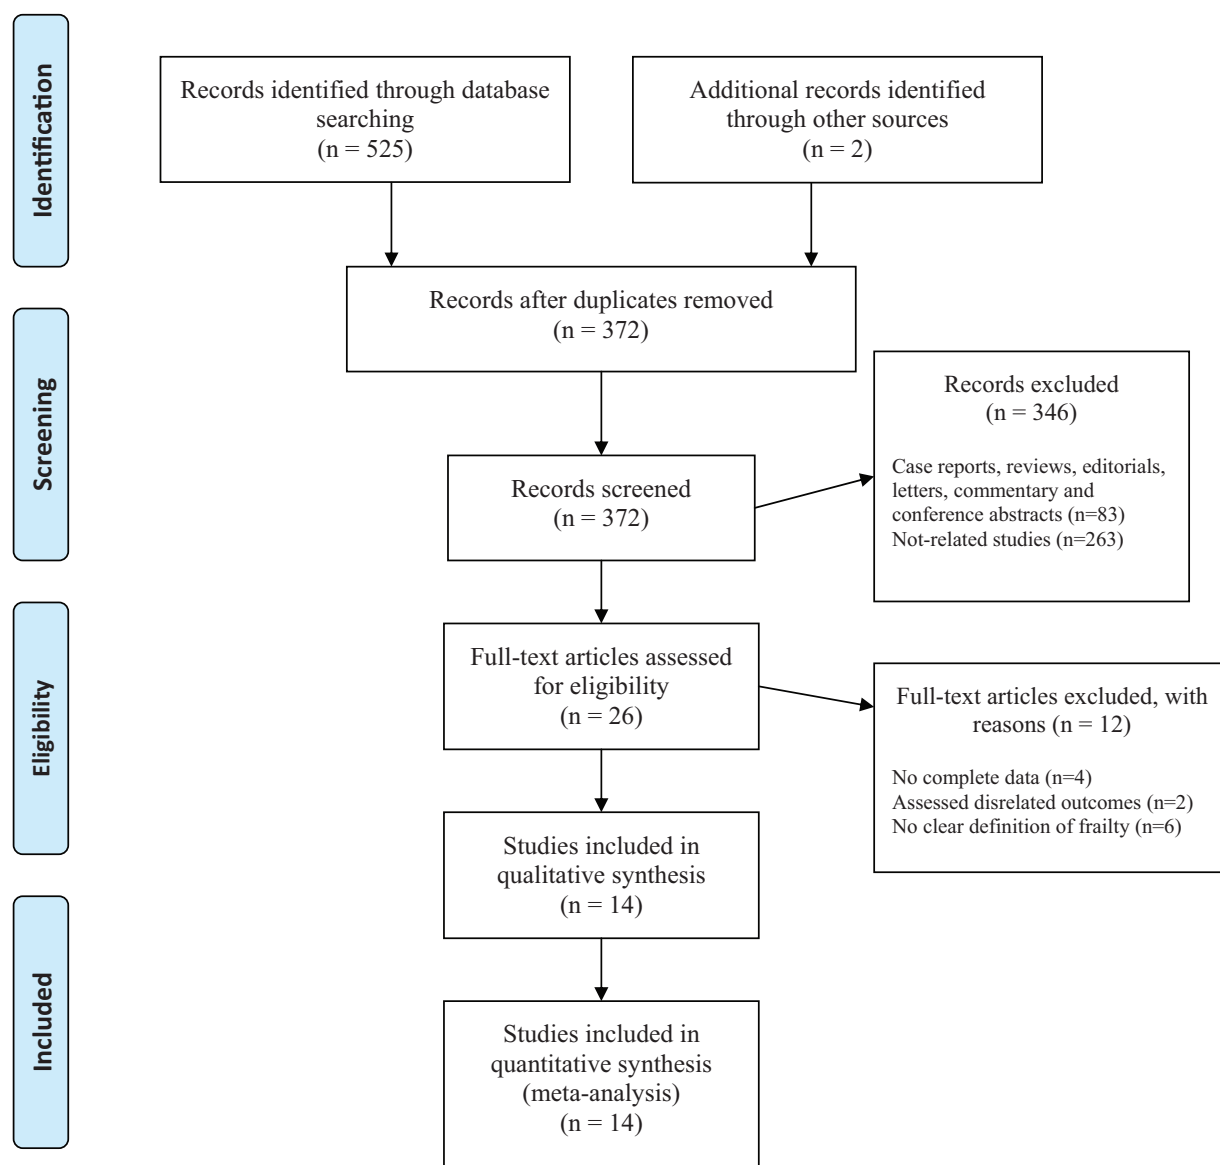 Identification
Records identified through database
searching
(n = 525)
Additional records identified
through other sources
(n = 2)
Records after duplicates removed
(n = 372)
Screening
Records screened
(n = 372)
Records excluded
(n = 346)
Case reports, reviews, editorials,
letters, commentary and
conference abstracts (n=83)
Not-related studies (n=263)
Eligibility
Full-text articles assessed
for eligibility
(n = 26)
Full-text articles excluded, with
reasons (n = 12)
No complete data (n=4)
Assessed disrelated outcomes (n=2)
No clear definition of frailty (n=6)
Studies included in
qualitative synthesis
(n = 14)
Included
Studies included in
quantitative synthesis
(meta-analysis)
(n = 14)